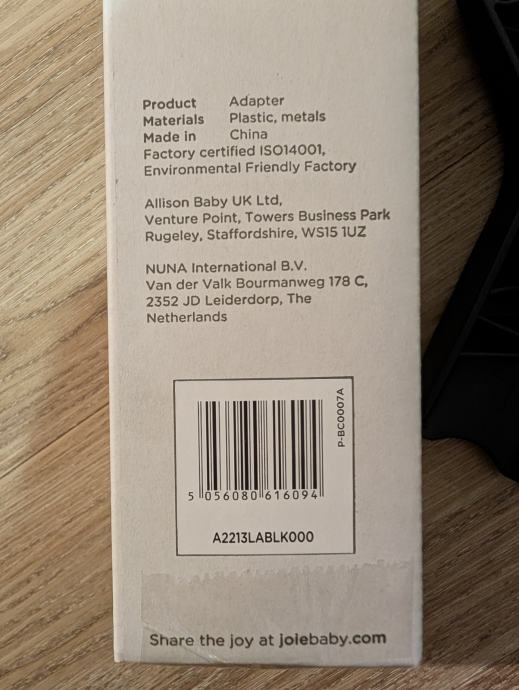 Product Adapter
Materials Plastic, metals
Made in China
Factory certified ISO14001,
Environmental Friendly Factory
Allison Baby UK Ltd,
Venture Point, Towers Business Park
Rugeley, Staffordshire, WS15 1UZ
NUNA International B.V.
Van der Valk Bourmanweg 178 C,
2352 JD Leiderdorp, The
Netherlands
P-BC0007A
5 056080 616094
A2213LABLK000
Share the joy at joiebaby.com